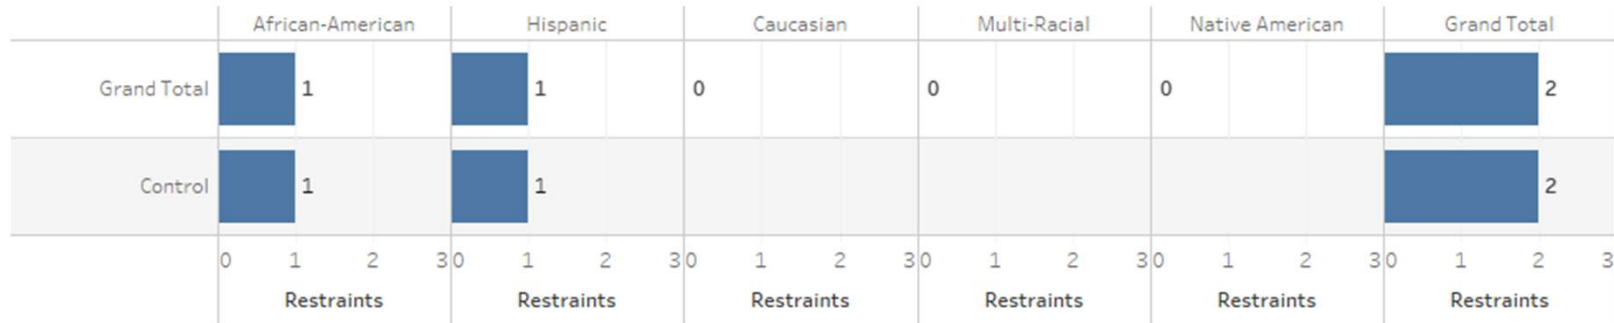 African-American Hispanic Caucasian Multi-Racial Native American Grand Total
Grand Total 1 1 0 0 0 2
Control 1 1 2
0 1 2 3 0 1 2 3 0 1 2 3 0 1 2 3 0 1 2 3 0 1 2 3
Restraints Restraints Restraints Restraints Restraints Restraints